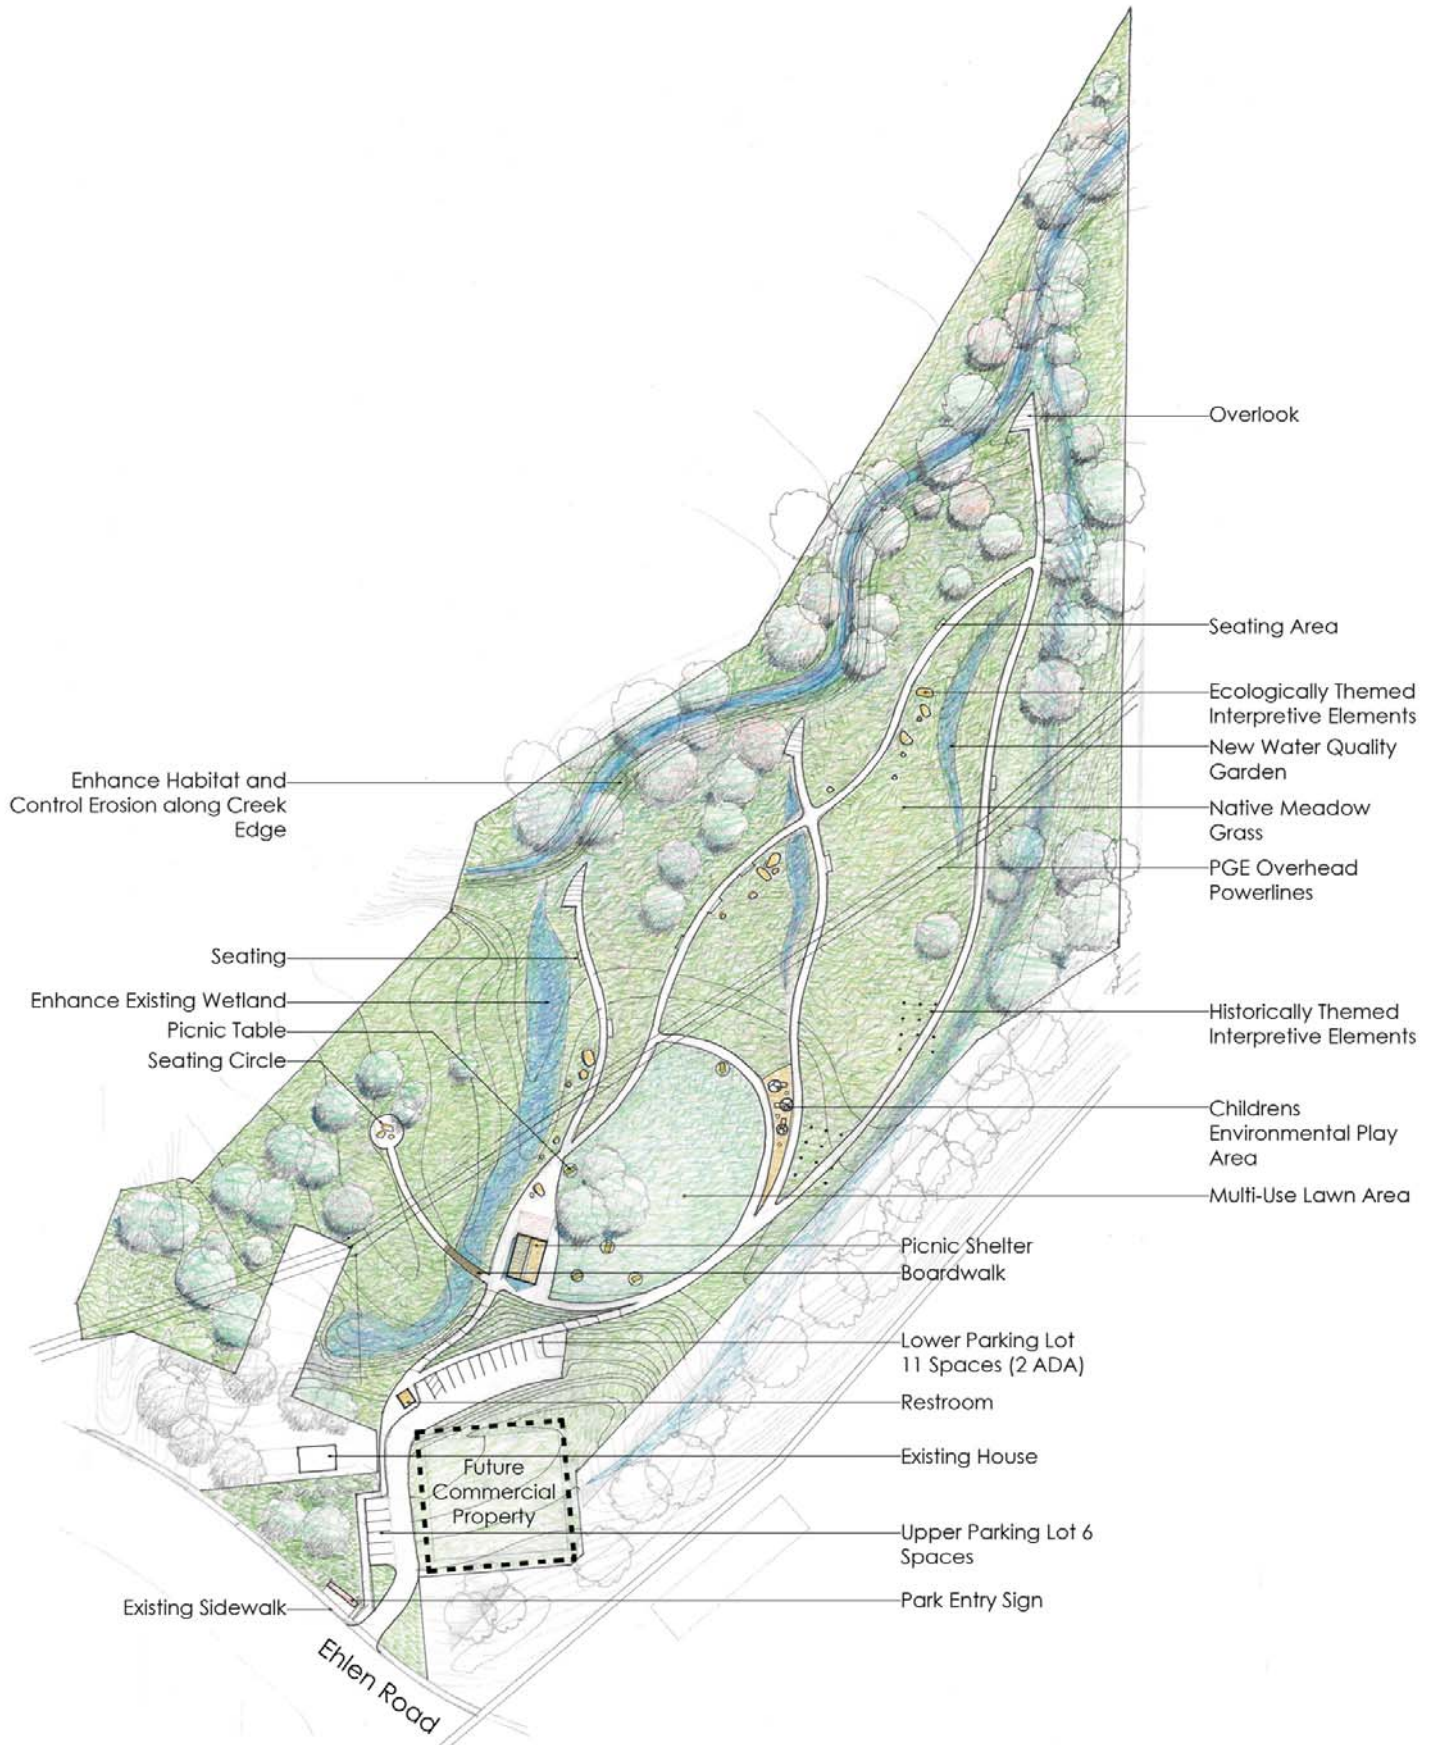 Overlook
Seating Area
Ecologically Themed
Interpretive Elements
New Water Quality
Garden
Enhance Habitat and
Control Erosion along Creek
Edge
Native Meadow
Grass
PGE Overhead
Powerlines
Seating
Enhance Existing Wetland
Picnic Table
Seating Circle
Historically Themed
Interpretive Elements
Childrens
Environmental Play
Area
Multi-Use Lawn Area
Picnic Shelter
Boardwalk
Lower Parking Lot
11 Spaces (2 ADA)
Restroom
Existing House
Future
Commercial
Property
Upper Parking Lot 6
Spaces
Park Entry Sign
Existing Sidewalk
Ehlen Road